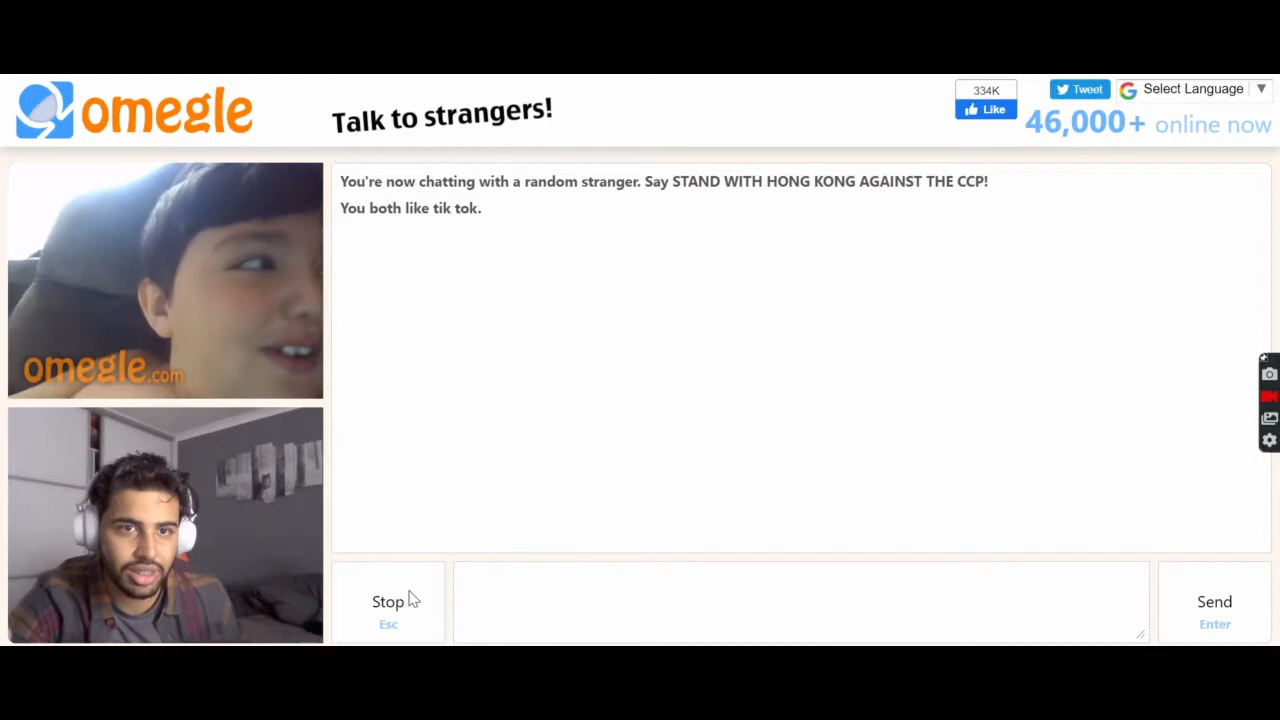 omegle
Talk to strangers!
334K
Like
Tweet
Select Language ▼
46,000+ online now
You're now chatting with a random stranger. Say STAND WITH HONG KONG AGAINST THE CCP!
You both like tik tok.
omegle.com
Stop
Esc
Send
Enter